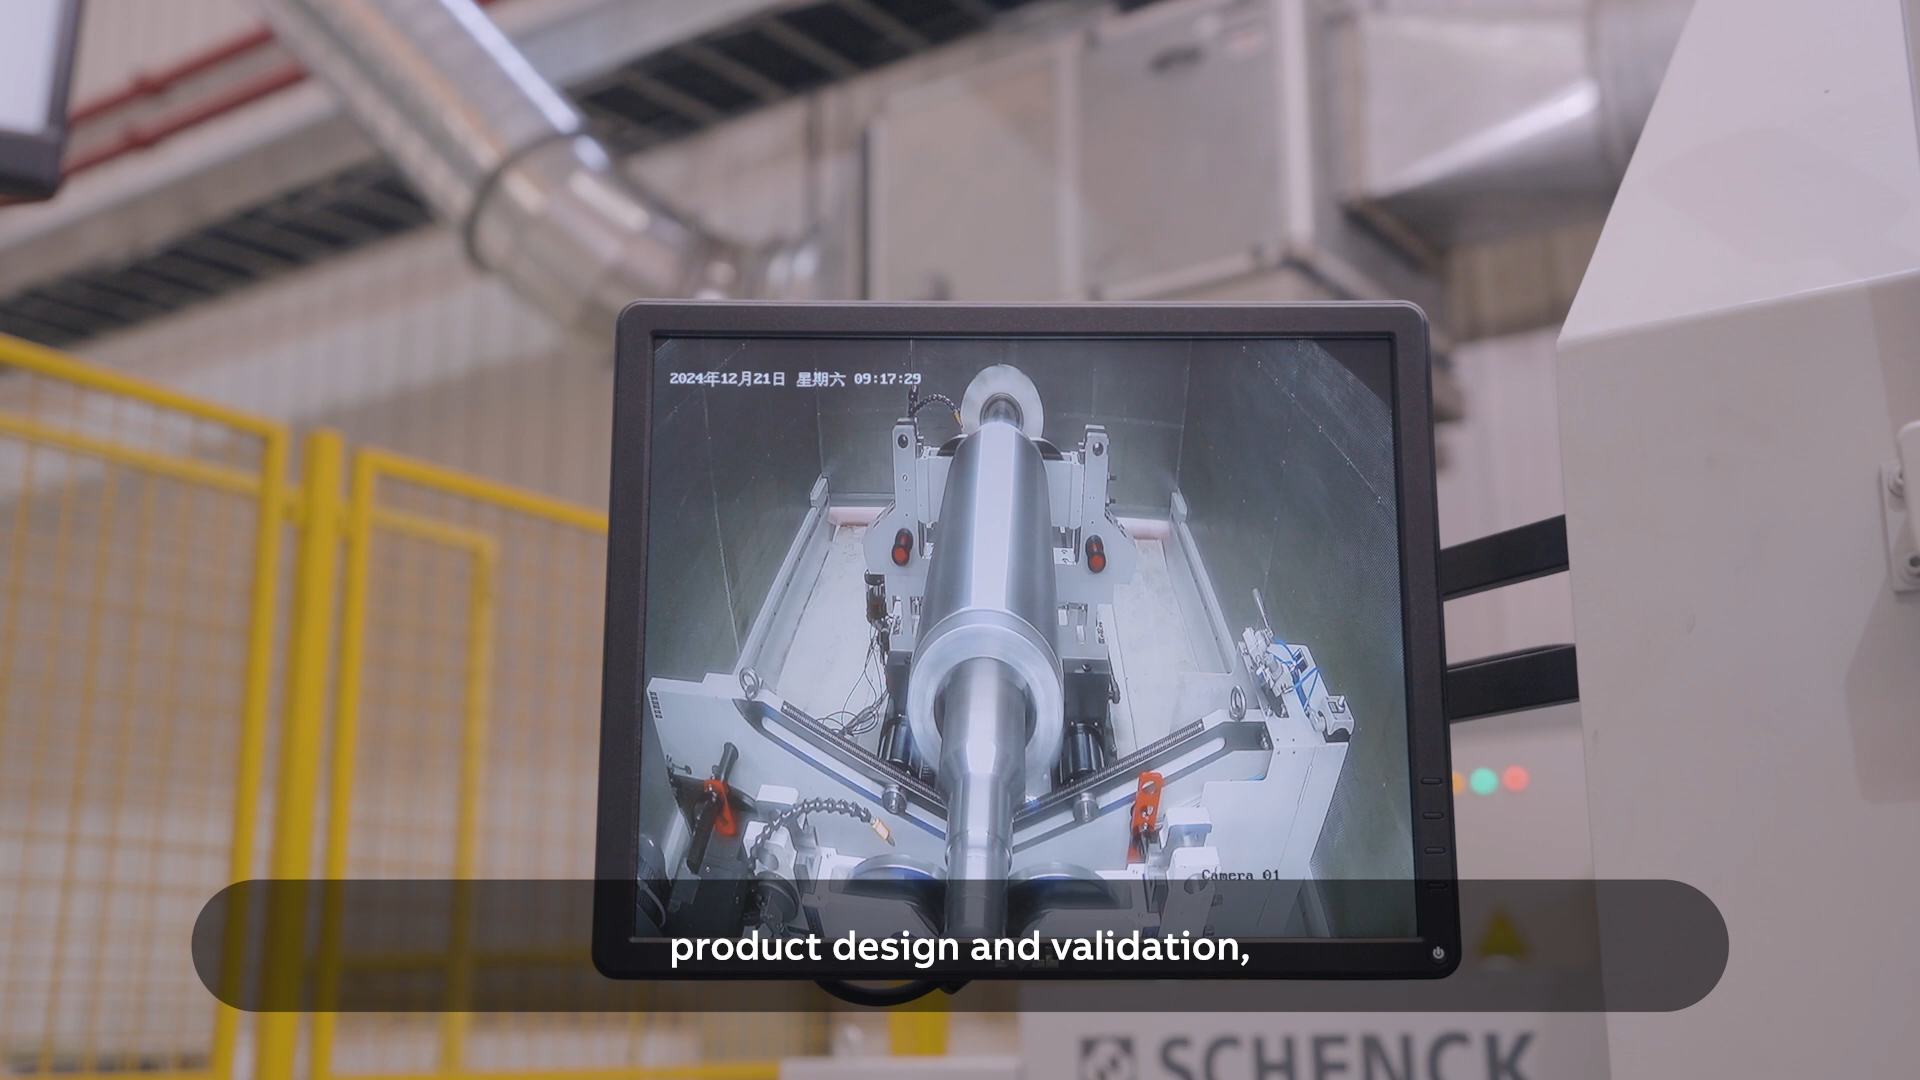 2024年12月21日 星期六 09:17:29
Camera 01
product design and validation,
SCHENCK